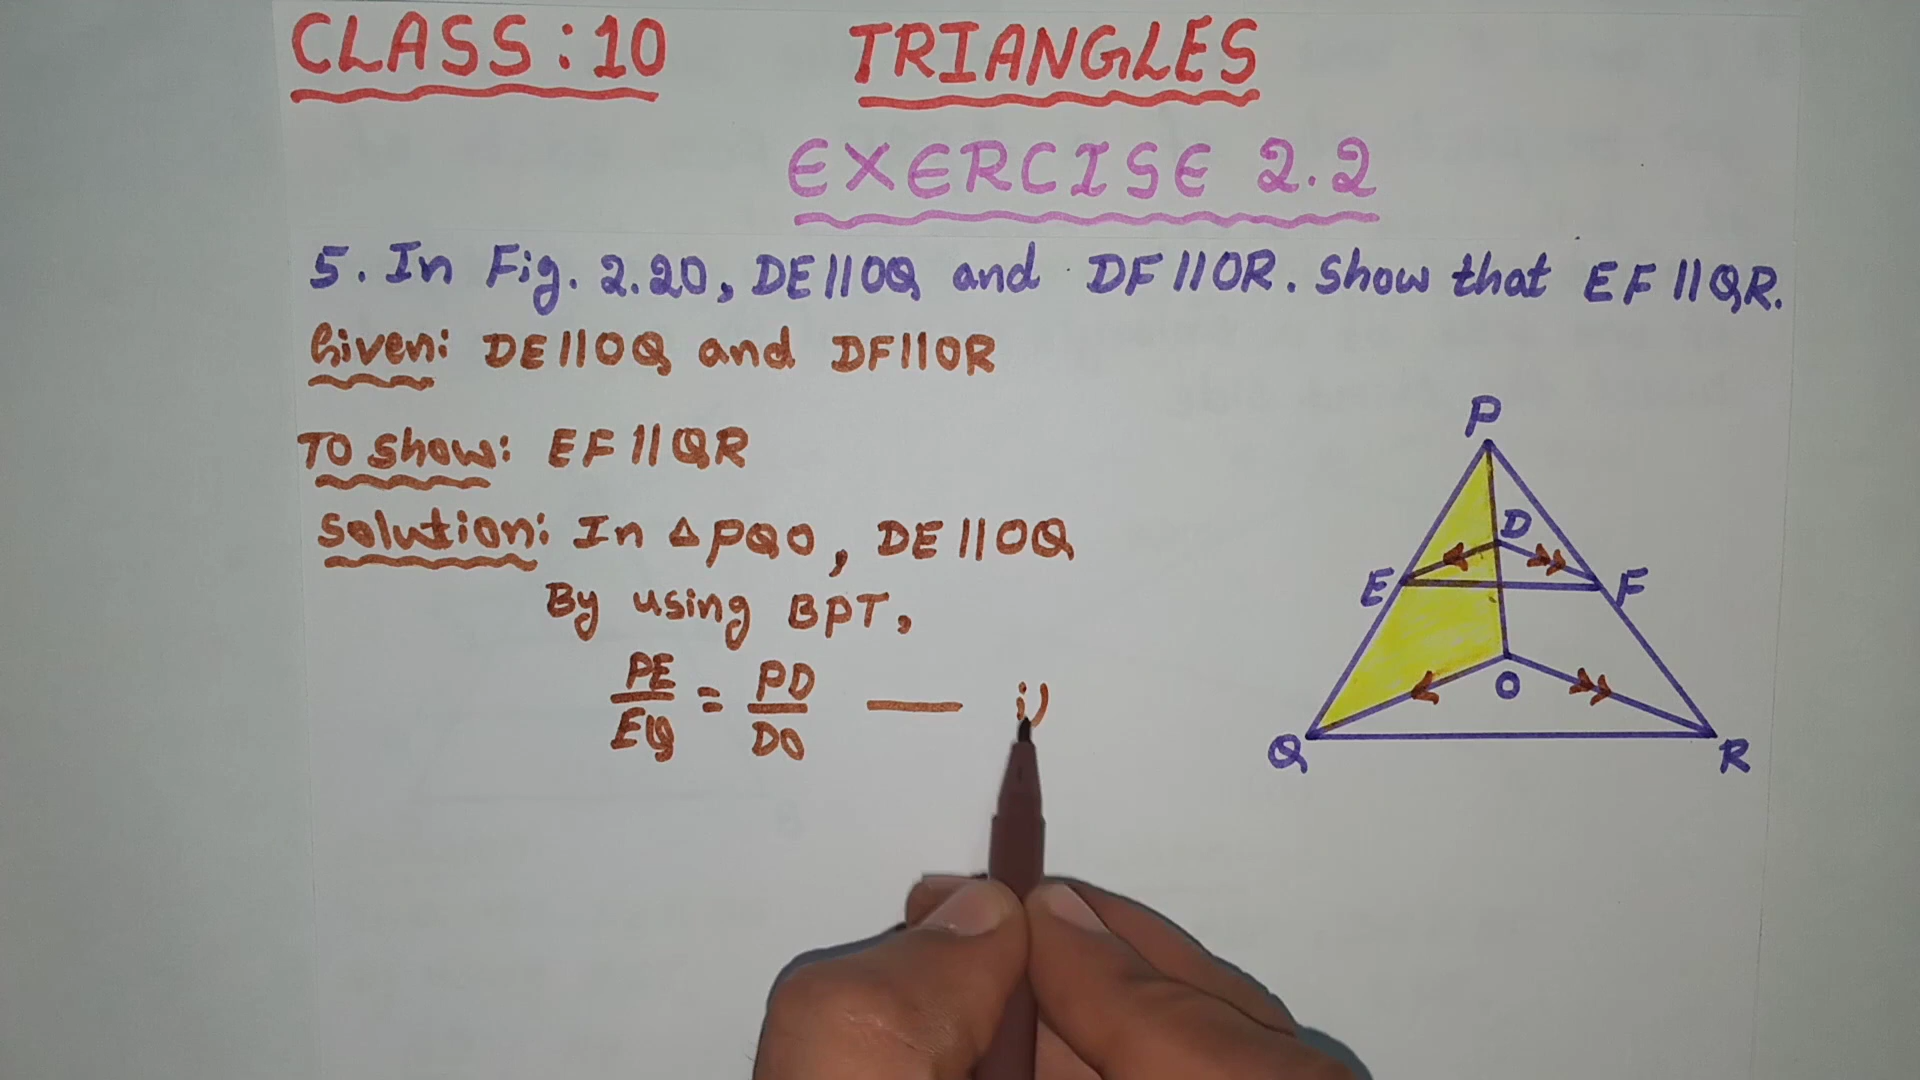 CLASS : 10 TRIANGLES
EXERCISE 2.2
5. In Fig. 2.20, DE||OQ and DF||OR. Show that EF||QR.
Given: DE||OQ and DF||OR
To show: EF||QR
Solution: In △PQO, DE||OQ
By using BPT,
PE/EQ = PD/DO — i)
P
D
E F
O
Q R